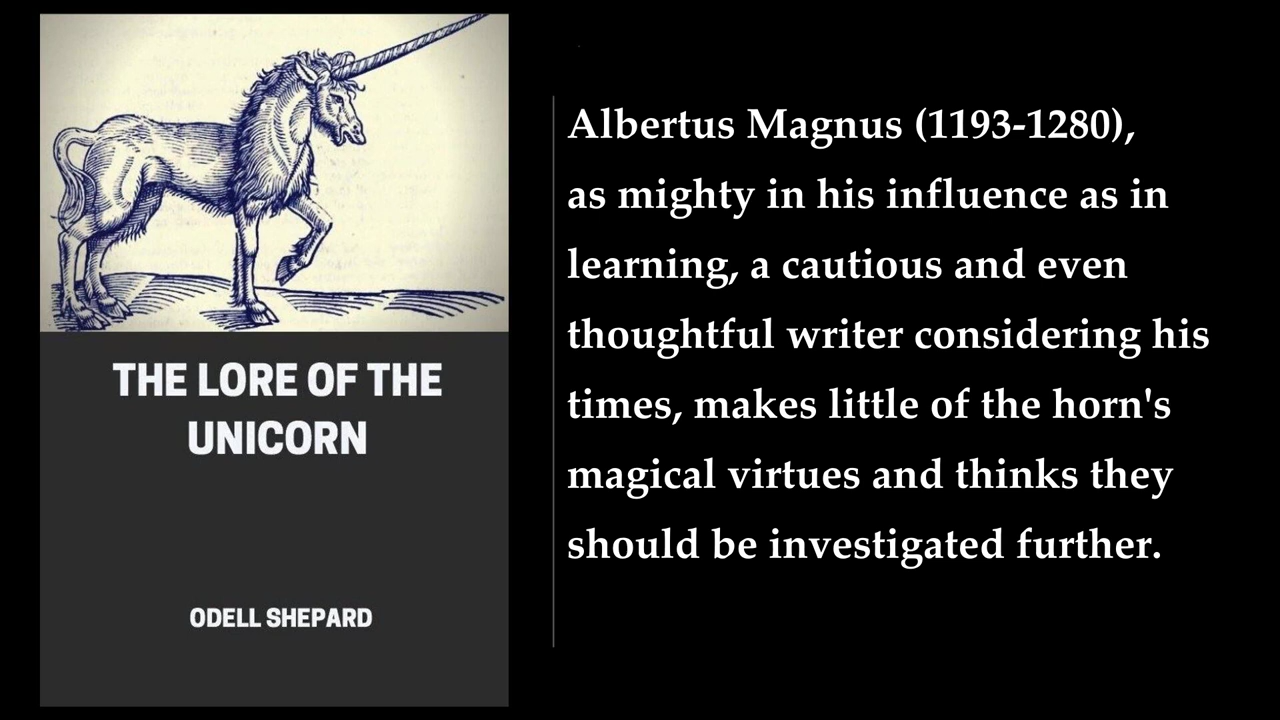 THE LORE OF THE
UNICORN
ODELL SHEPARD
Albertus Magnus (1193-1280),
as mighty in his influence as in
learning, a cautious and even
thoughtful writer considering his
times, makes little of the horn's
magical virtues and thinks they
should be investigated further.